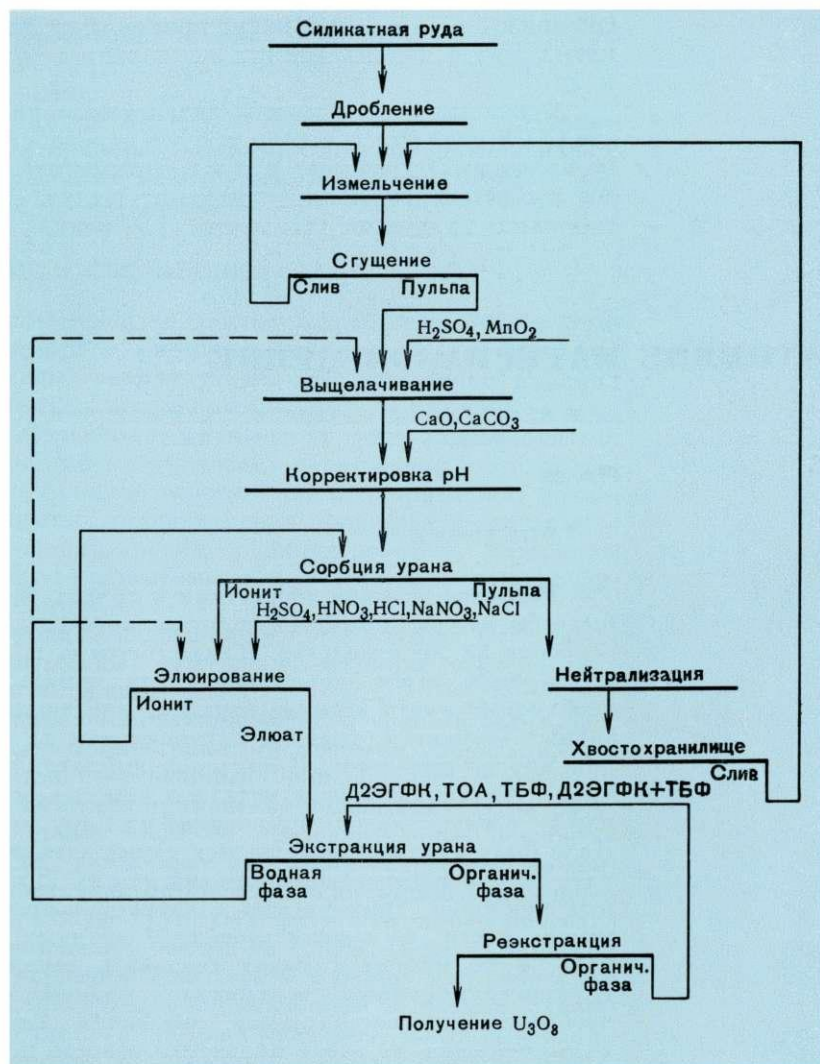 Силикатная руда
Дробление
Измельчение
Сгущение
Слив Пульпа
H₂SO₄, MnO₂
Выщелачивание
CaO, CaCO₃
Корректировка pH
Сорбция урана
Ионит Пульпа
H₂SO₄, HNO₃, HCl, NaNO₃, NaCl
Элюирование
Ионит
Элюат
Нейтрализация
Хвостохранилище
Слив
Д2ЭГФК, ТОА, ТБФ, Д2ЭГФК+ТБФ
Экстракция урана
Водная фаза
Органич. фаза
Реэкстракция
Органич. фаза
Получение U₃O₈